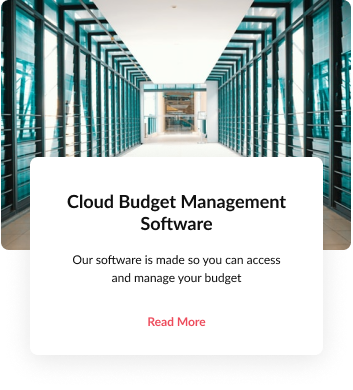 Cloud Budget Management
Software
Our software is made so you can access
and manage your budget
Read More